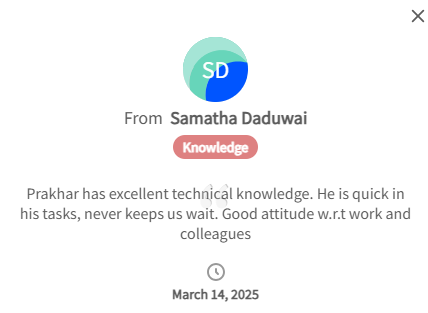 SD
From Samatha Daduwai
Knowledge
Prakhar has excellent technical knowledge. He is quick in
his tasks, never keeps us wait. Good attitude w.r.t work and
colleagues
March 14, 2025